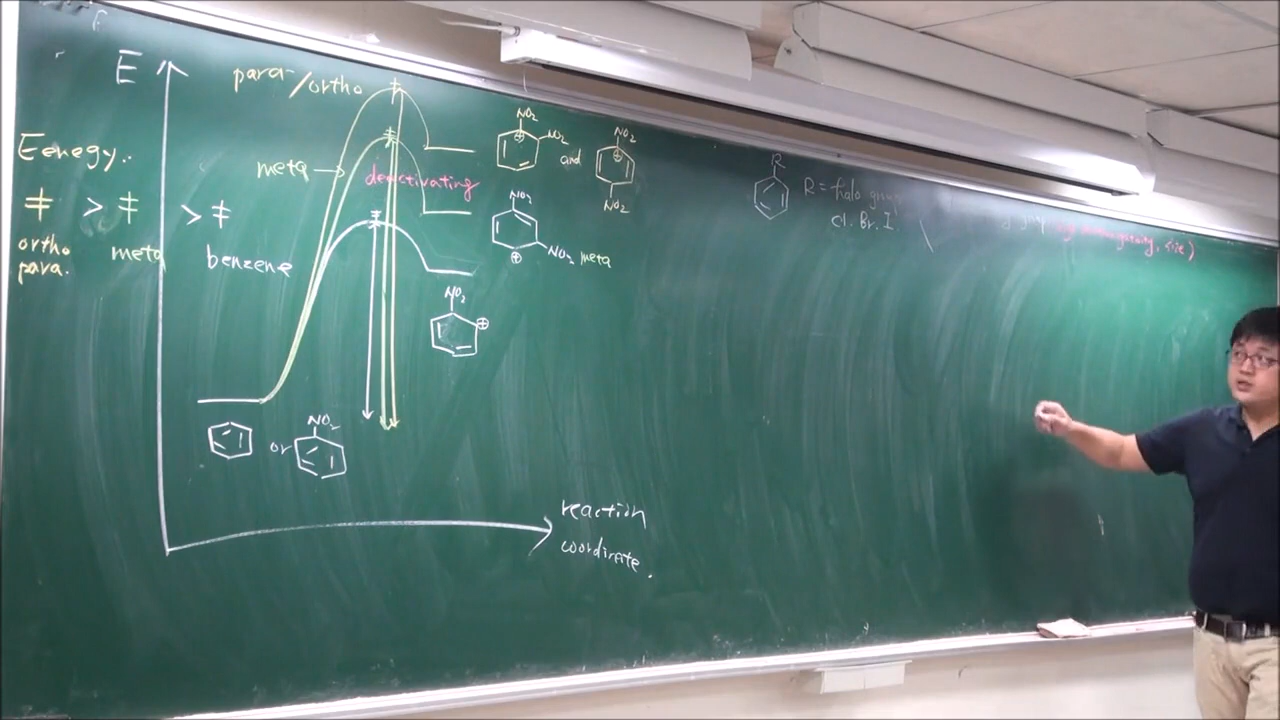 E
para-/ortho
Eenegy..
meta
deactivating
‡ > ‡ > ‡
ortho
para.
meta
benzene
NO2
NO2
and
NO2
NO2
NO2
NO2 meta
NO2
or
NO2
reaction
coordinate.
R
R = halo group
Cl. Br. I.